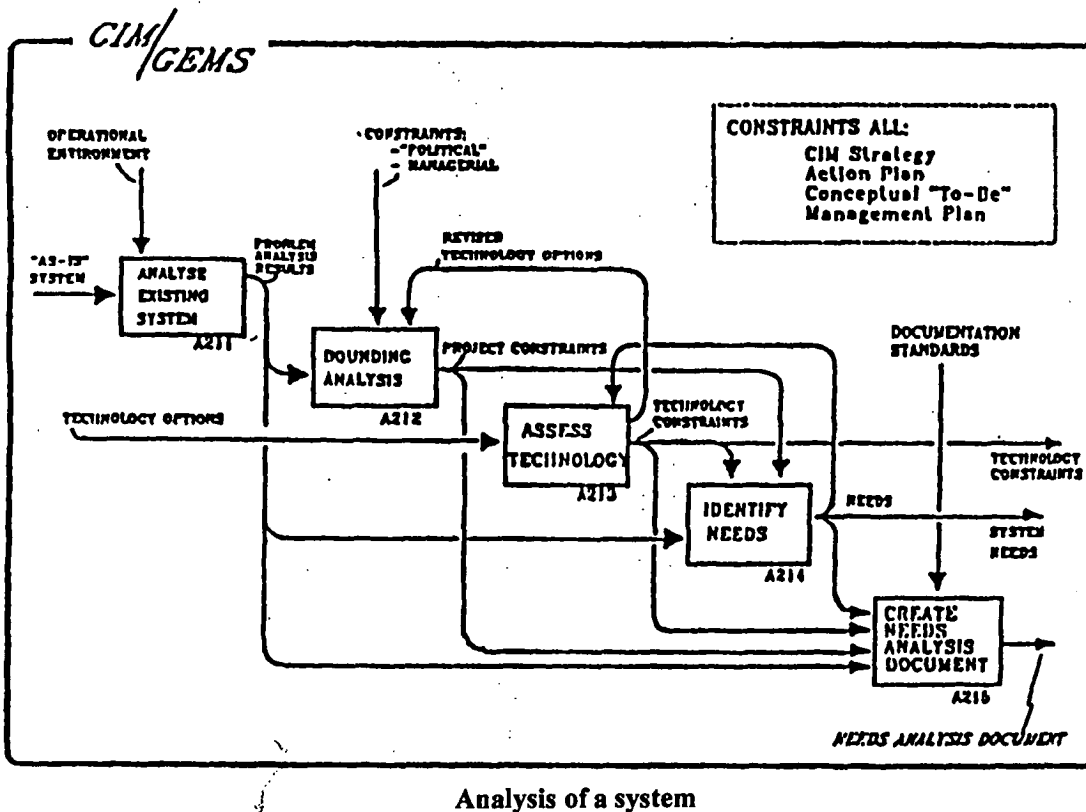 CIM/
GEMS
OPERATIONAL
ENVIRONMENT
CONSTRAINTS:
-"POLITICAL"
- MANAGERIAL
CONSTRAINTS ALL:
CIM Strategy
Action Plan
Conceptual "To-Be"
Management Plan
"AS-IS"
SYSTEM
ANALYSE
EXISTING
SYSTEM
A211
PROBLEM
ANALYSIS
RESULTS
REVISED
TECHNOLOGY OPTIONS
BOUNDING
ANALYSIS
A212
PROJECT CONSTRAINTS
DOCUMENTATION
STANDARDS
TECHNOLOGY OPTIONS
ASSESS
TECHNOLOGY
A213
TECHNOLOGY
CONSTRAINTS
TECHNOLOGY
CONSTRAINTS
IDENTIFY
NEEDS
A214
NEEDS
SYSTEM
NEEDS
CREATE
NEEDS
ANALYSIS
DOCUMENT
A215
NEEDS ANALYSIS DOCUMENT
Analysis of a system